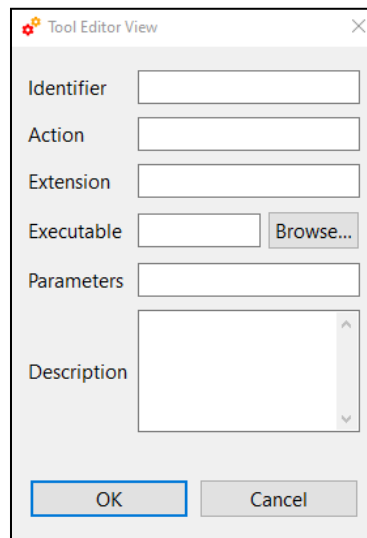 Tool Editor View
Identifier
Action
Extension
Executable Browse...
Parameters
Description
OK Cancel